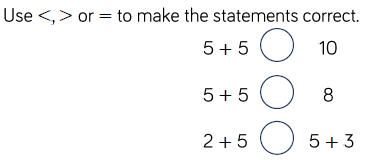 Use <, > or = to make the statements correct.
5 + 5 10
5 + 5 8
2 + 5 5 + 3